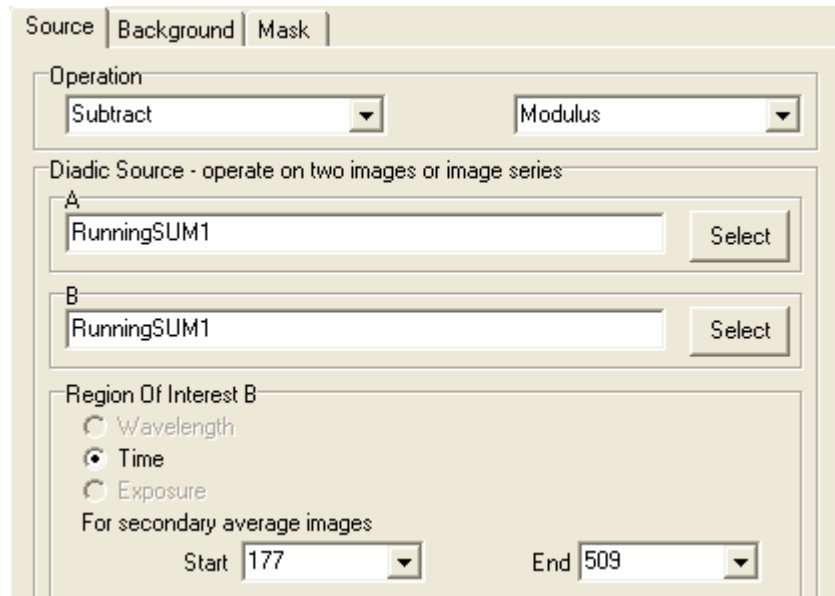 Source Background Mask
Operation
Subtract Modulus
Diadic Source - operate on two images or image series
A
RunningSUM1 Select
B
RunningSUM1 Select
Region Of Interest B
Wavelength
Time
Exposure
For secondary average images
Start 177 End 509